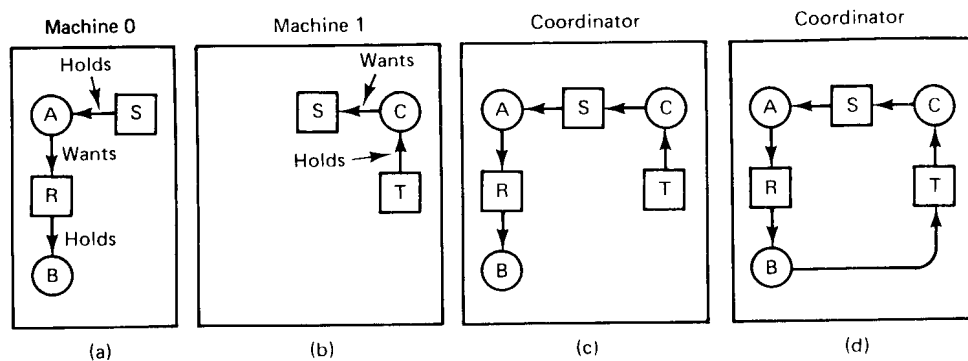 Machine 0
Machine 1
Coordinator
Coordinator
Holds
A
S
Wants
R
Holds
B
Wants
S
C
Holds
T
A
S
C
R
T
B
A
S
C
R
T
B
(a)
(b)
(c)
(d)